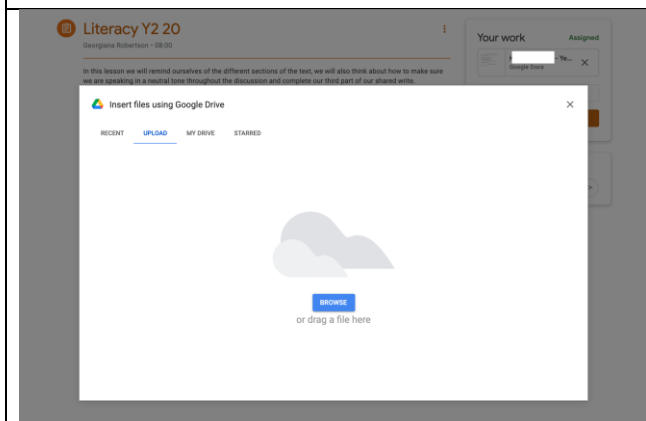 Literacy Y2 20
Georgiana Robertson • 08:00
In this lesson we will remind ourselves of the different sections of the text, we will also think about how to make sure
we are speaking in a neutral tone throughout the discussion and complete our third part of our shared write.
Your work Assigned
- Ye...
Google Docs
Insert files using Google Drive
RECENT UPLOAD MY DRIVE STARRED
BROWSE
or drag a file here